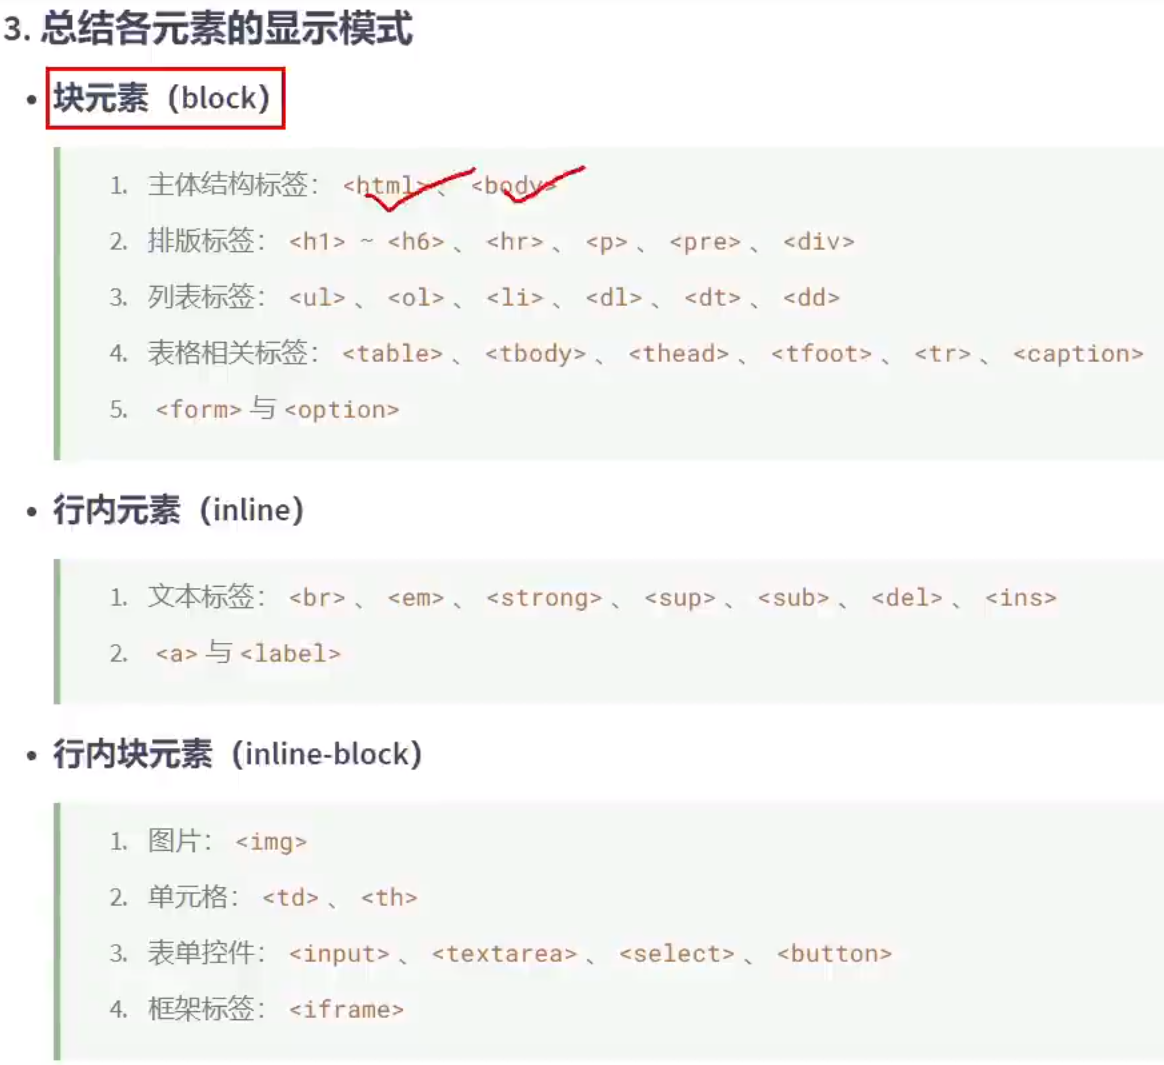 3. 总结各元素的显示模式
• 块元素（block）
1. 主体结构标签： <html> 、 <body>
2. 排版标签： <h1> ~ <h6> 、 <hr> 、 <p> 、 <pre> 、 <div>
3. 列表标签： <ul> 、 <ol> 、 <li> 、 <dl> 、 <dt> 、 <dd>
4. 表格相关标签： <table> 、 <tbody> 、 <thead> 、 <tfoot> 、 <tr> 、 <caption>
5. <form> 与 <option>
• 行内元素（inline）
1. 文本标签： <br> 、 <em> 、 <strong> 、 <sup> 、 <sub> 、 <del> 、 <ins>
2. <a> 与 <label>
• 行内块元素（inline-block）
1. 图片： <img>
2. 单元格： <td> 、 <th>
3. 表单控件： <input> 、 <textarea> 、 <select> 、 <button>
4. 框架标签： <iframe>